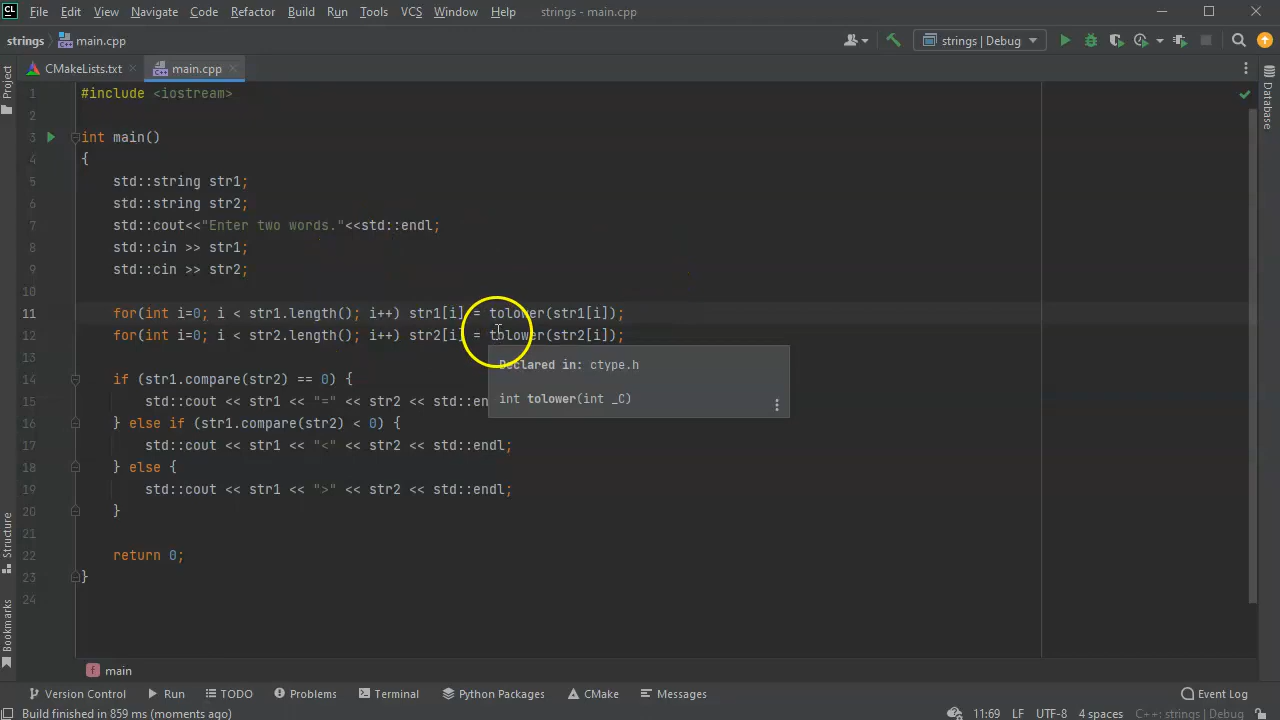 CL File Edit View Navigate Code Refactor Build Run Tools VCS Window Help strings - main.cpp
strings main.cpp strings | Debug
CMakeLists.txt main.cpp
Project
Database
1 #include <iostream>
2
3 int main()
4 {
5 std::string str1;
6 std::string str2;
7 std::cout<<"Enter two words."<<std::endl;
8 std::cin >> str1;
9 std::cin >> str2;
10
11 for(int i=0; i < str1.length(); i++) str1[i] = tolower(str1[i]);
12 for(int i=0; i < str2.length(); i++) str2[i] = tolower(str2[i]);
13
Declared in: ctype.h
int tolower(int _C)
14 if (str1.compare(str2) == 0) {
15 std::cout << str1 << "=" << str2 << std::end
16 } else if (str1.compare(str2) < 0) {
17 std::cout << str1 << "<" << str2 << std::endl;
18 } else {
19 std::cout << str1 << ">" << str2 << std::endl;
20 }
21
22 return 0;
23 }
24
Structure
Bookmarks
f main
Version Control Run TODO Problems Terminal Python Packages CMake Messages Event Log
Build finished in 859 ms (moments ago) 11:69 LF UTF-8 4 spaces C++: strings | Debug